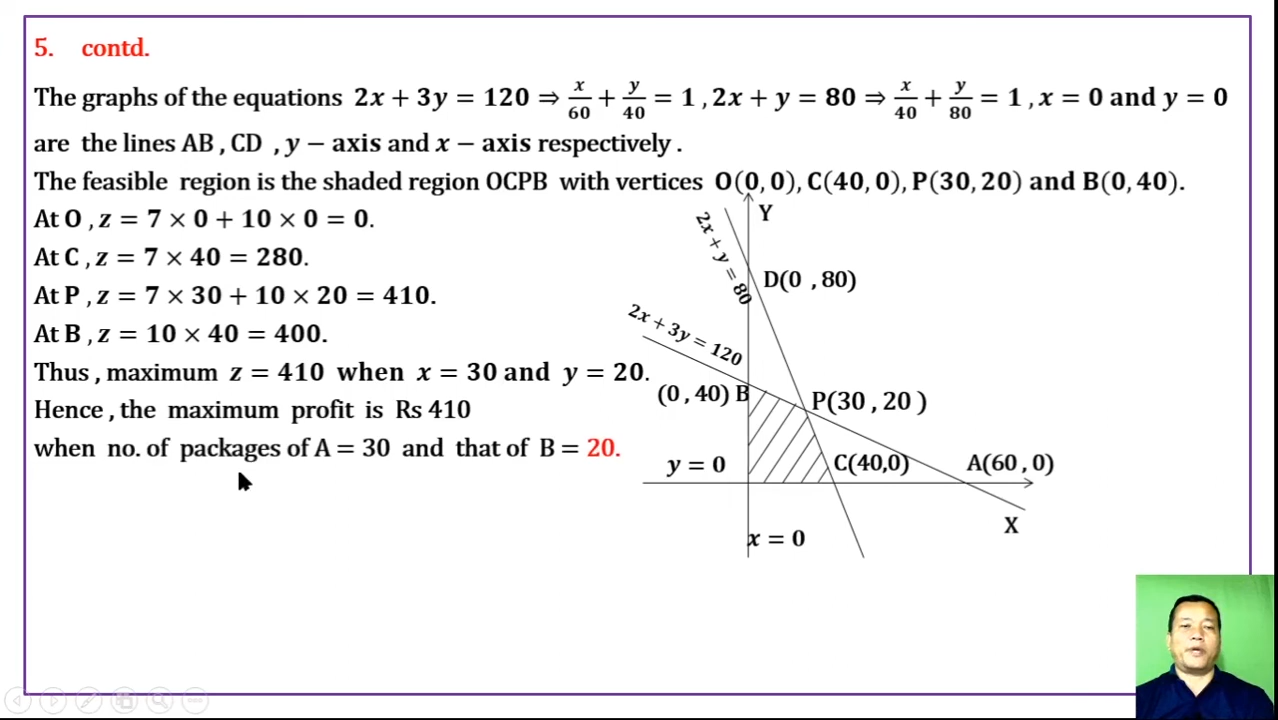 5. contd.
The graphs of the equations 2x + 3y = 120 ⇒ x/60 + y/40 = 1 , 2x + y = 80 ⇒ x/40 + y/80 = 1 , x = 0 and y = 0
are the lines AB , CD , y − axis and x − axis respectively .
The feasible region is the shaded region OCPB with vertices O(0, 0), C(40, 0), P(30, 20) and B(0, 40).
At O , z = 7 × 0 + 10 × 0 = 0.
At C , z = 7 × 40 = 280.
At P , z = 7 × 30 + 10 × 20 = 410.
At B , z = 10 × 40 = 400.
Thus , maximum z = 410 when x = 30 and y = 20.
Hence , the maximum profit is Rs 410
when no. of packages of A = 30 and that of B = 20.
Y
2x + y = 80
D(0 , 80)
2x + 3y = 120
(0 , 40) B
P(30 , 20 )
y = 0
C(40,0)
A(60 , 0)
X
x = 0